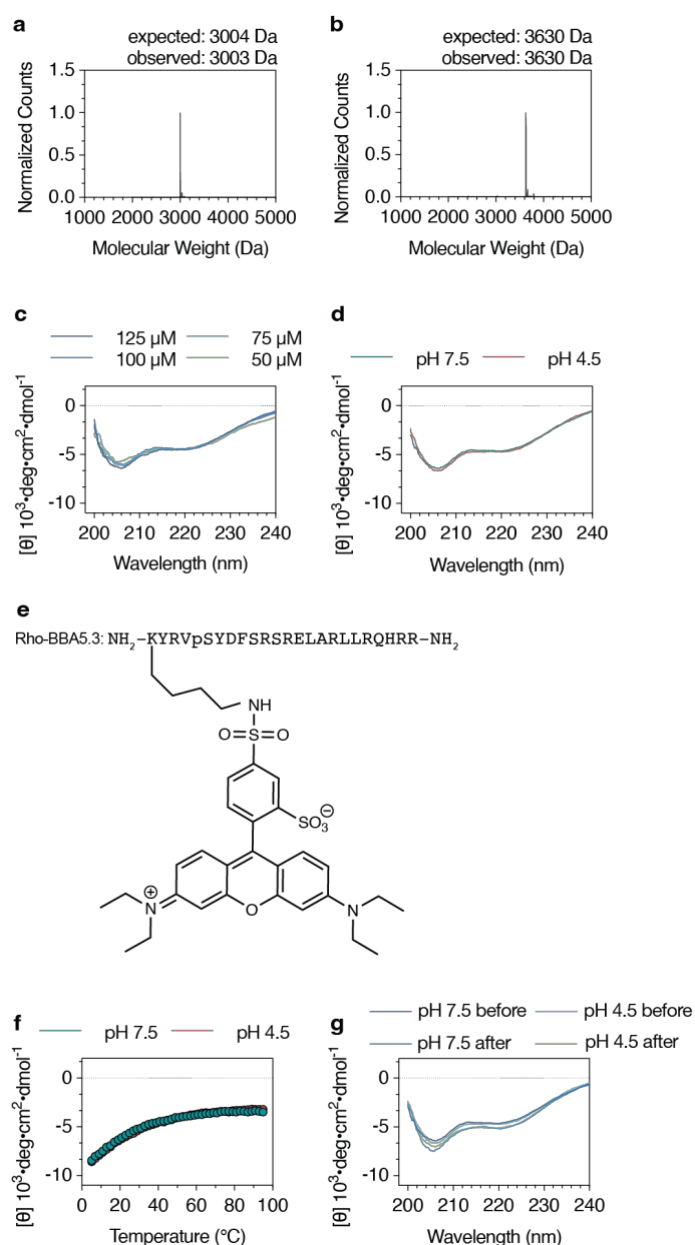 a
expected: 3004 Da
observed: 3003 Da
Normalized Counts
1.5
1.0
0.5
0.0
1000 2000 3000 4000 5000
Molecular Weight (Da)
b
expected: 3630 Da
observed: 3630 Da
Normalized Counts
1.5
1.0
0.5
0.0
1000 2000 3000 4000 5000
Molecular Weight (Da)
c
125 µM 75 µM
100 µM 50 µM
[θ] 10³•deg•cm²•dmol⁻¹
0
-5
-10
200 210 220 230 240
Wavelength (nm)
d
pH 7.5 pH 4.5
[θ] 10³•deg•cm²•dmol⁻¹
0
-5
-10
200 210 220 230 240
Wavelength (nm)
e
Rho-BBA5.3: NH₂–KYRVpSYDFSRSRELARLLRQHRR–NH₂
NH
O=S=O
SO₃⊖
⊕
N O N
f
pH 7.5 pH 4.5
[θ] 10³•deg•cm²•dmol⁻¹
0
-5
-10
0 20 40 60 80 100
Temperature (°C)
g
pH 7.5 before pH 4.5 before
pH 7.5 after pH 4.5 after
[θ] 10³•deg•cm²•dmol⁻¹
0
-5
-10
200 210 220 230 240
Wavelength (nm)